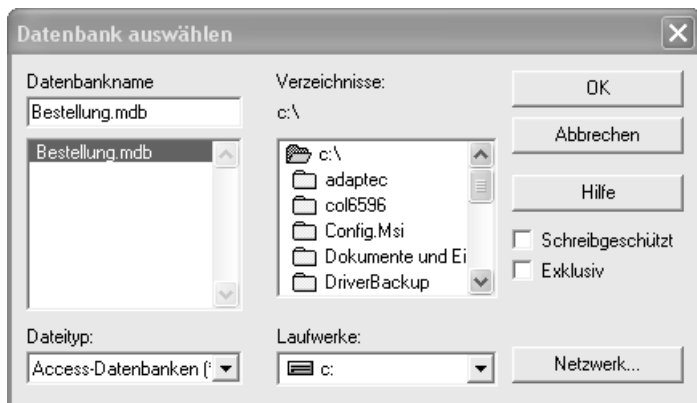 Datenbank auswählen
Datenbankname
Bestellung.mdb
Bestellung.mdb
Dateityp:
Access-Datenbanken (*
Verzeichnisse:
c:\
c:\
adaptec
col6596
Config.Msi
Dokumente und Ei
DriverBackup
Laufwerke:
c:
OK
Abbrechen
Hilfe
Schreibgeschützt
Exklusiv
Netzwerk...